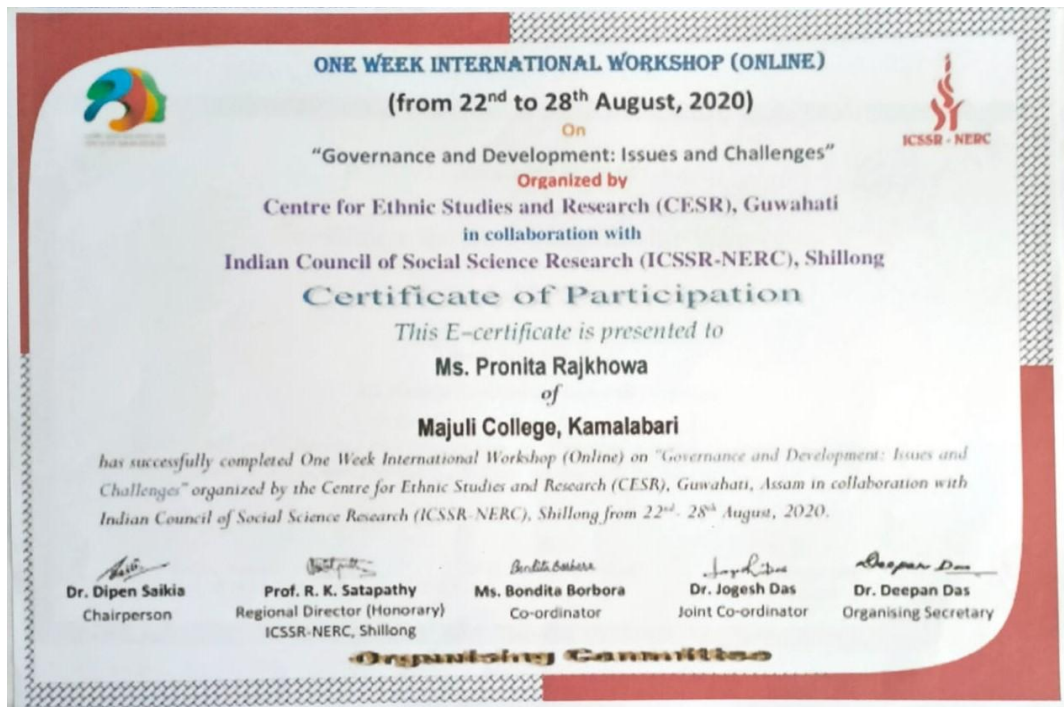 ONE WEEK INTERNATIONAL WORKSHOP (ONLINE)
(from 22nd to 28th August, 2020)
On
ICSSR - NERC
"Governance and Development: Issues and Challenges"
Organized by
Centre for Ethnic Studies and Research (CESR), Guwahati
in collaboration with
Indian Council of Social Science Research (ICSSR-NERC), Shillong
Certificate of Participation
This E-certificate is presented to
Ms. Pronita Rajkhowa
of
Majuli College, Kamalabari
has successfully completed One Week International Workshop (Online) on "Governance and Development: Issues and
Challenges" organized by the Centre for Ethnic Studies and Research (CESR), Guwahati, Assam in collaboration with
Indian Council of Social Science Research (ICSSR-NERC), Shillong from 22nd- 28th August, 2020.
Bondita Borbora Deepan Das
Dr. Dipen Saikia Prof. R. K. Satapathy Ms. Bondita Borbora Dr. Jogesh Das Dr. Deepan Das
Chairperson Regional Director (Honorary) Co-ordinator Joint Co-ordinator Organising Secretary
ICSSR-NERC, Shillong
Organising Committee